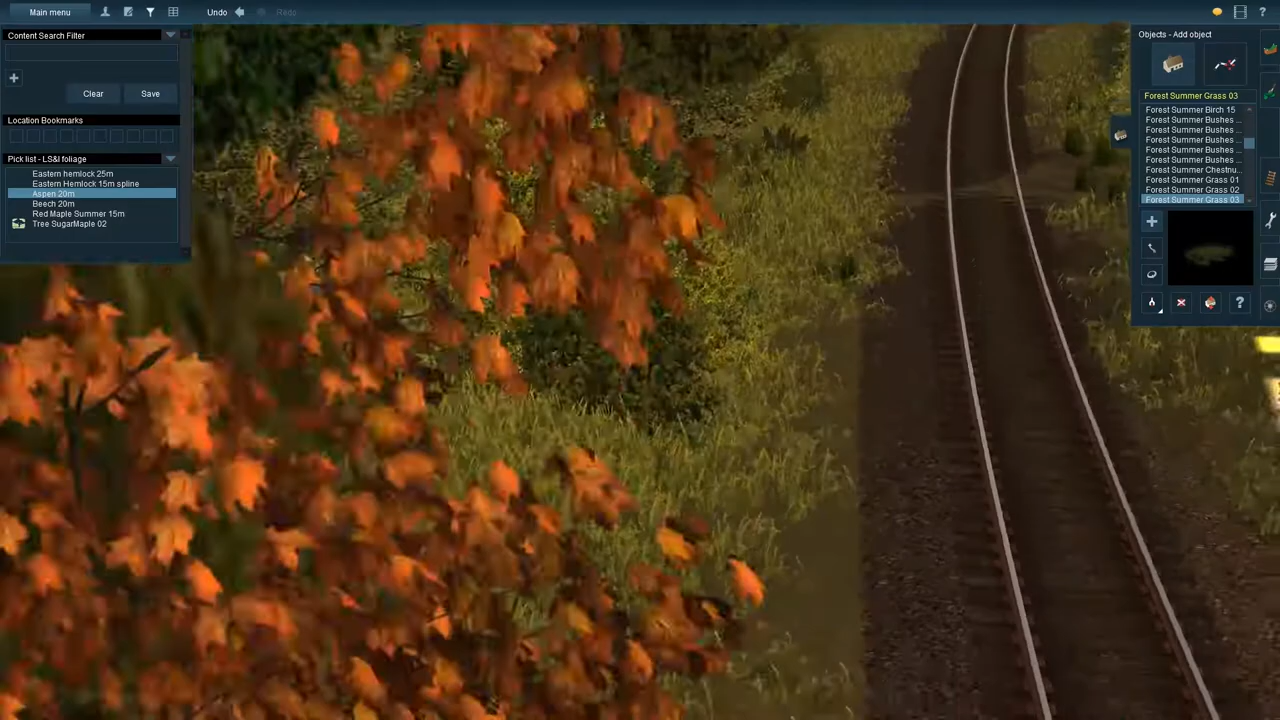 Main menu
Undo
Redo
Content Search Filter
Clear
Save
Location Bookmarks
Pick list - LS&I foliage
Eastern hemlock 25m
Eastern Hemlock 15m spline
Aspen 20m
Beech 20m
Red Maple Summer 15m
Tree SugarMaple 02
Objects - Add object
Forest Summer Grass 03
Forest Summer Birch 15
Forest Summer Bushes ...
Forest Summer Bushes ...
Forest Summer Bushes ...
Forest Summer Bushes ...
Forest Summer Bushes ...
Forest Summer Chestnu...
Forest Summer Grass 01
Forest Summer Grass 02
Forest Summer Grass 03